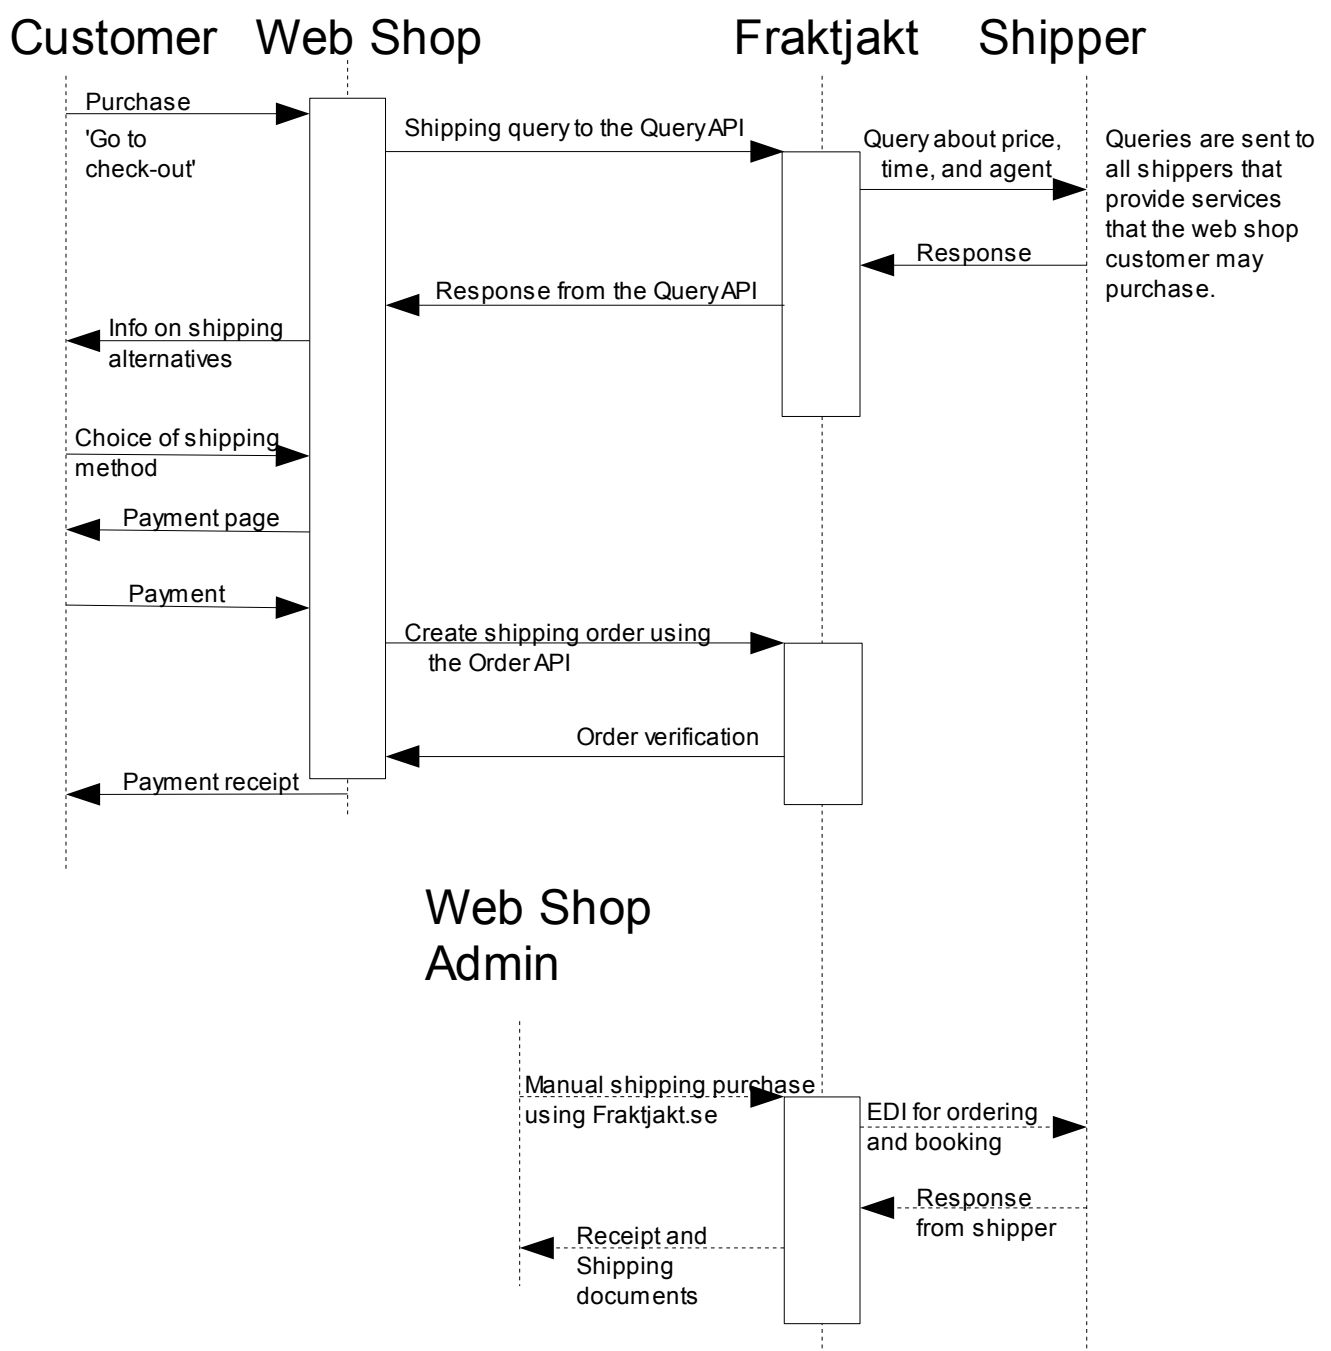 Customer
Web Shop
Fraktjakt
Shipper
Purchase
'Go to
check-out'
Shipping query to the Query API
Query about price,
time, and agent
Queries are sent to
all shippers that
provide services
that the web shop
customer may
purchase.
Response
Response from the Query API
Info on shipping
alternatives
Choice of shipping
method
Payment page
Payment
Create shipping order using
the Order API
Order verification
Payment receipt
Web Shop
Admin
Manual shipping purchase
using Fraktjakt.se
EDI for ordering
and booking
Response
from shipper
Receipt and
Shipping
documents